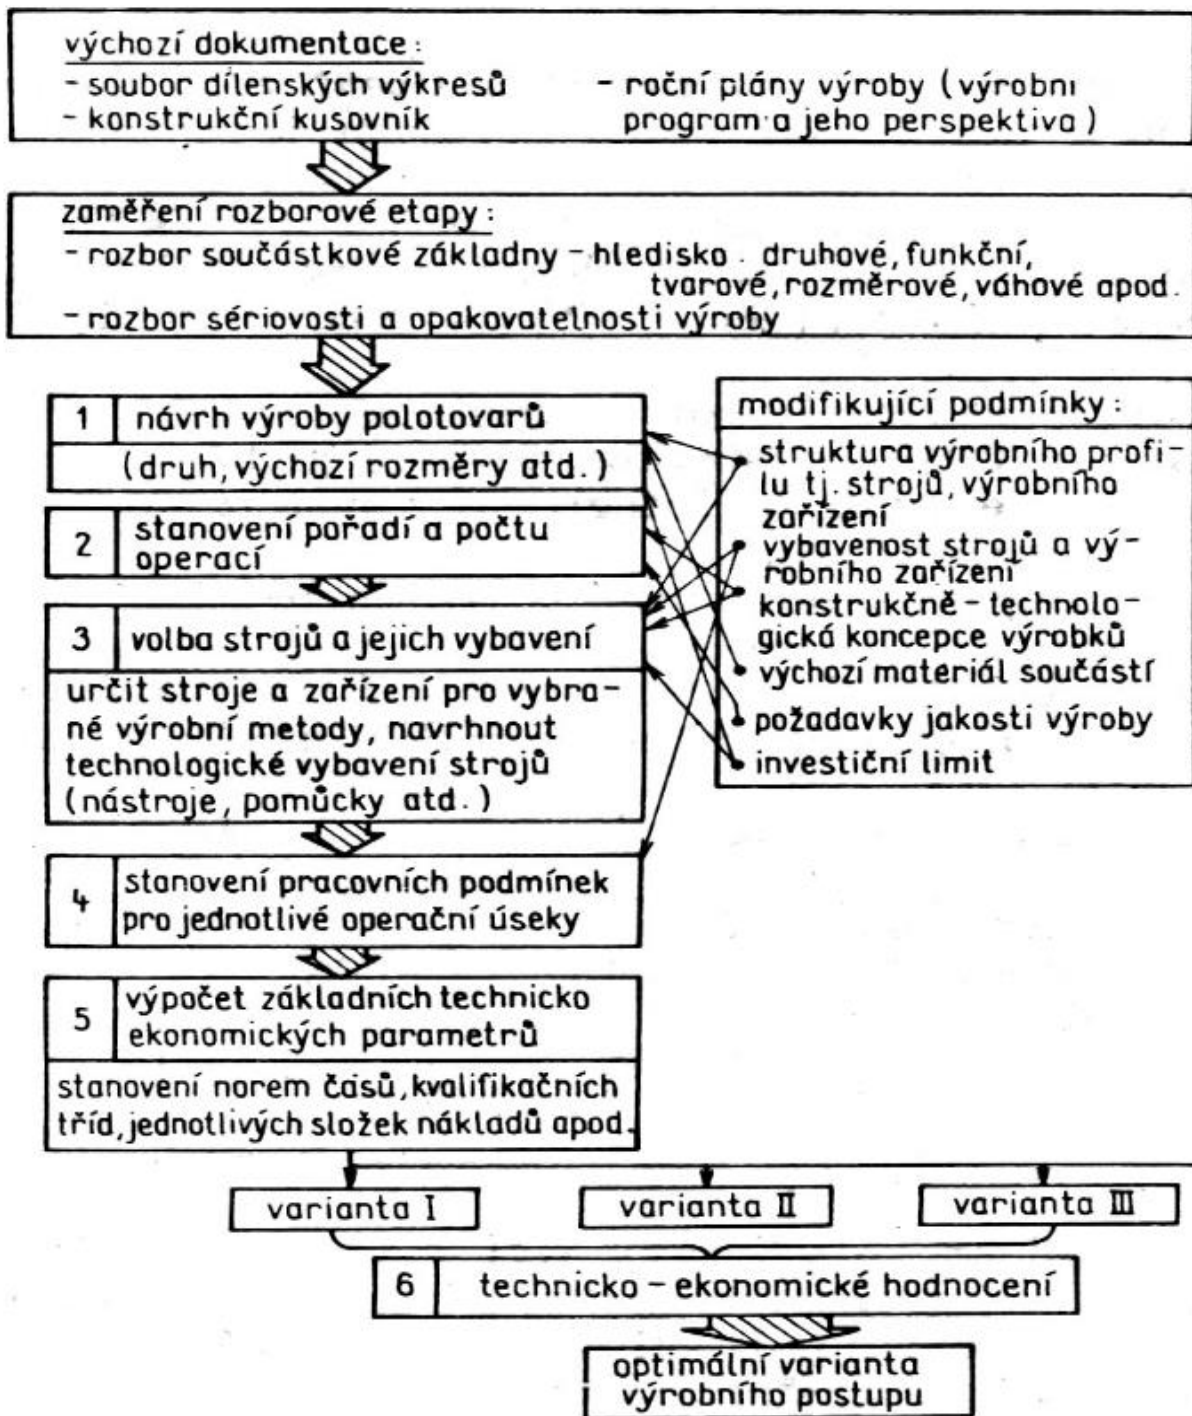 výchozí dokumentace:
- soubor dílenských výkresů
- konstrukční kusovník
- roční plány výroby (výrobni
program a jeho perspektiva)
zaměření rozborové etapy:
- rozbor součástkové základny - hledisko . druhové, funkční,
tvarové, rozměrové, váhové apod.
- rozbor sériovosti a opakovatelnosti výroby
1 návrh výroby polotovarů
(druh, výchozí rozměry atd.)
2 stanovení pořadí a počtu
operací
3 volba strojů a jejich vybavení
určit stroje a zařízení pro vybra-
né výrobní metody, navrhnout
technologické vybavení strojů
(nástroje, pomůcky atd.)
4 stanovení pracovních podmínek
pro jednotlivé operační úseky
5 výpočet základních technicko
ekonomických parametrů
stanovení norem časů, kvalifikačních
tříd, jednotlivých složek nákladů apod.
modifikující podmínky:
struktura výrobního profi-
lu tj. strojů, výrobního
zařízení
vybavenost strojů a vý-
robního zařízení
konstrukčně - technolo-
gická koncepce výrobků
výchozí materiál součástí
požadavky jakosti výroby
investiční limit
varianta I
varianta II
varianta III
6 technicko - ekonomické hodnocení
optimální varianta
výrobního postupu